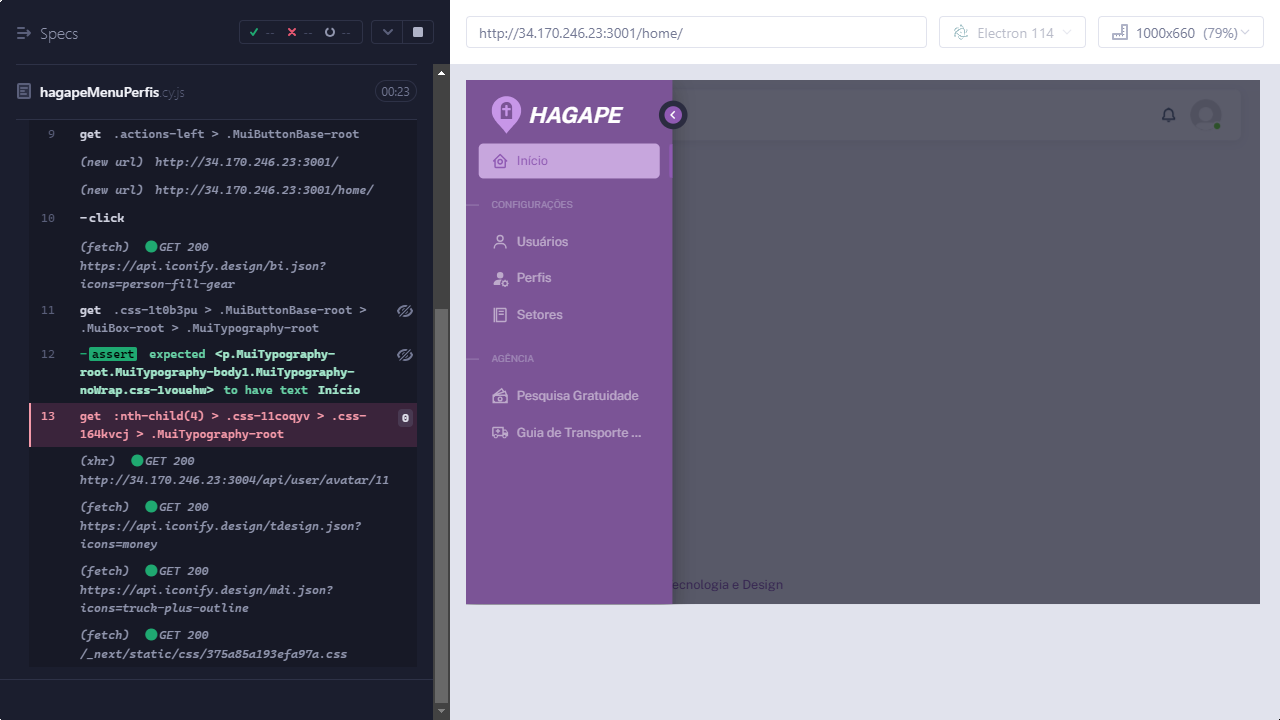 Specs
--
--
--
hagapeMenuPerfis.cy.js
00:23
9 get .actions-left > .MuiButtonBase-root
(new url) http://34.170.246.23:3001/
(new url) http://34.170.246.23:3001/home/
10 -click
(fetch) GET 200
https://api.iconify.design/bi.json?
icons=person-fill-gear
11 get .css-1t0b3pu > .MuiButtonBase-root >
.MuiBox-root > .MuiTypography-root
12 -assert expected <p.MuiTypography-
root.MuiTypography-body1.MuiTypography-
noWrap.css-1vouehw> to have text Início
13 get :nth-child(4) > .css-11coqyv > .css-
164kvcj > .MuiTypography-root
0
(xhr) GET 200
http://34.170.246.23:3004/api/user/avatar/11
(fetch) GET 200
https://api.iconify.design/tdesign.json?
icons=money
(fetch) GET 200
https://api.iconify.design/mdi.json?
icons=truck-plus-outline
(fetch) GET 200
/_next/static/css/375a85a193efa97a.css
http://34.170.246.23:3001/home/
Electron 114
1000x660 (79%)
HAGAPE
Início
CONFIGURAÇÕES
Usuários
Perfis
Setores
AGÊNCIA
Pesquisa Gratuidade
Guia de Transporte ...
ecnologia e Design